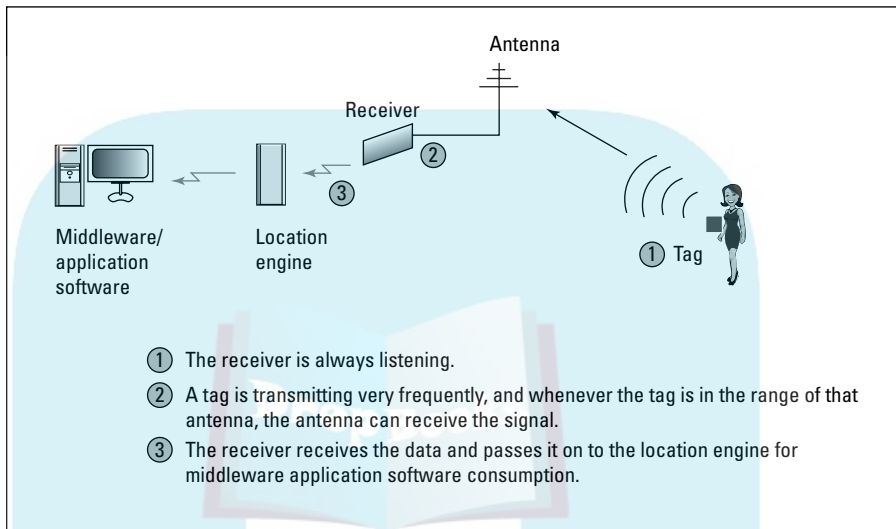 Antenna
Receiver
2
3
Middleware/
application
software
Location
engine
1 Tag
1 The receiver is always listening.
2 A tag is transmitting very frequently, and whenever the tag is in the range of that
antenna, the antenna can receive the signal.
3 The receiver receives the data and passes it on to the location engine for
middleware application software consumption.